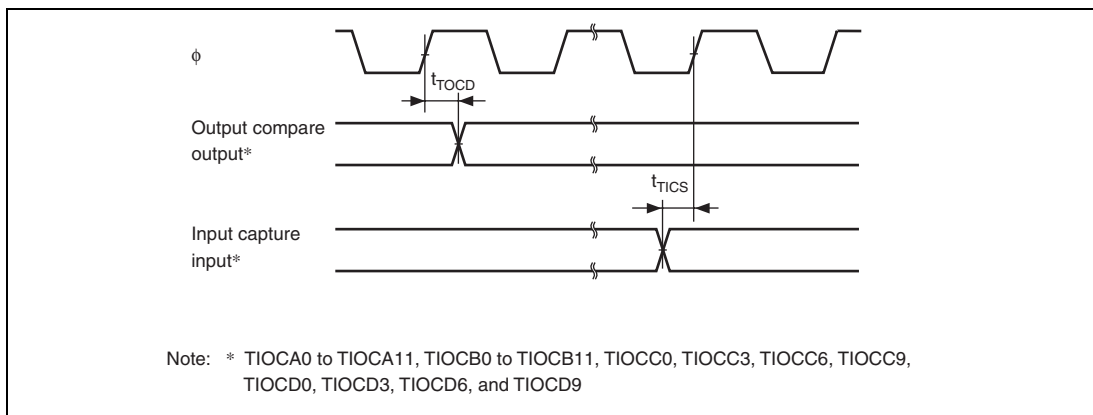 ϕ
tTOCD
Output compare
output*
tTICS
Input capture
input*
Note: * TIOCA0 to TIOCA11, TIOCB0 to TIOCB11, TIOCC0, TIOCC3, TIOCC6, TIOCC9,
TIOCD0, TIOCD3, TIOCD6, and TIOCD9